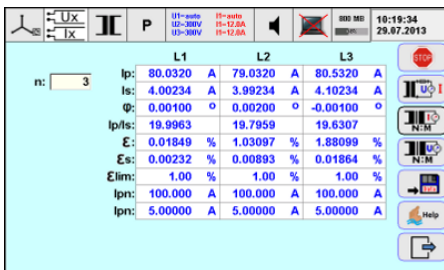 Ux
Ix
P
U1=auto
U2=300V
U3=300V
I1=auto
I1=12.0A
I1=12.0A
800 MB
10:19:34
29.07.2013
L1 L2 L3
n: 3
Ip: 80.0320 A 79.0320 A 80.5320 A
Is: 4.00234 A 3.99234 A 4.10234 A
φ: 0.00100 o 0.00200 o -0.00100 o
Ip/Is: 19.9963 19.7959 19.6307
Ɛ: 0.01849 % 1.03097 % 1.88099 %
Ɛs: 0.00232 % 0.00893 % 0.01864 %
Ɛlim: 1.00 % 1.00 % 1.00 %
Ipn: 100.000 A 100.000 A 100.000 A
Ipn: 5.00000 A 5.00000 A 5.00000 A
STOP
U I
I
N:M
U
N:M
Help